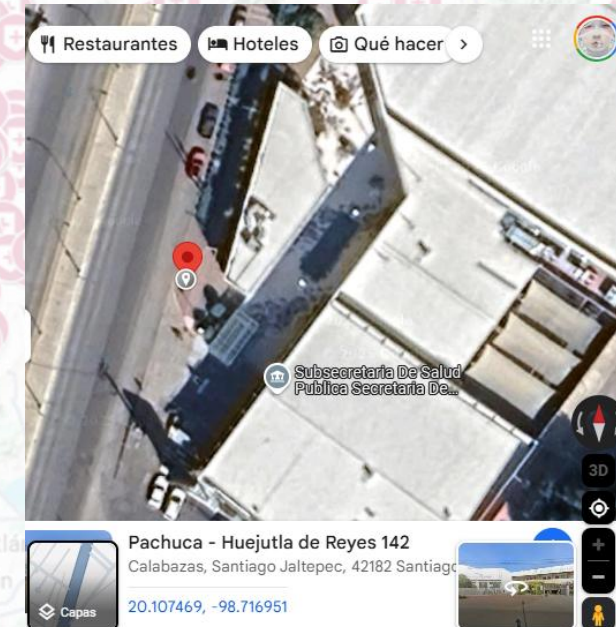 Restaurantes
Hoteles
Qué hacer
Subsecretaria De Salud
Publica Secretaria De...
3D
Pachuca - Huejutla de Reyes 142
Calabazas, Santiago Jaltepec, 42182 Santiago
20.107469, -98.716951
Capas